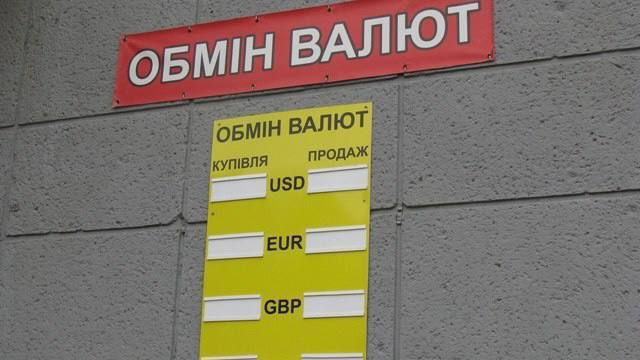 ОБМІН ВАЛЮТ
ОБМІН ВАЛЮТ
КУПІВЛЯ ПРОДАЖ
USD
EUR
GBP